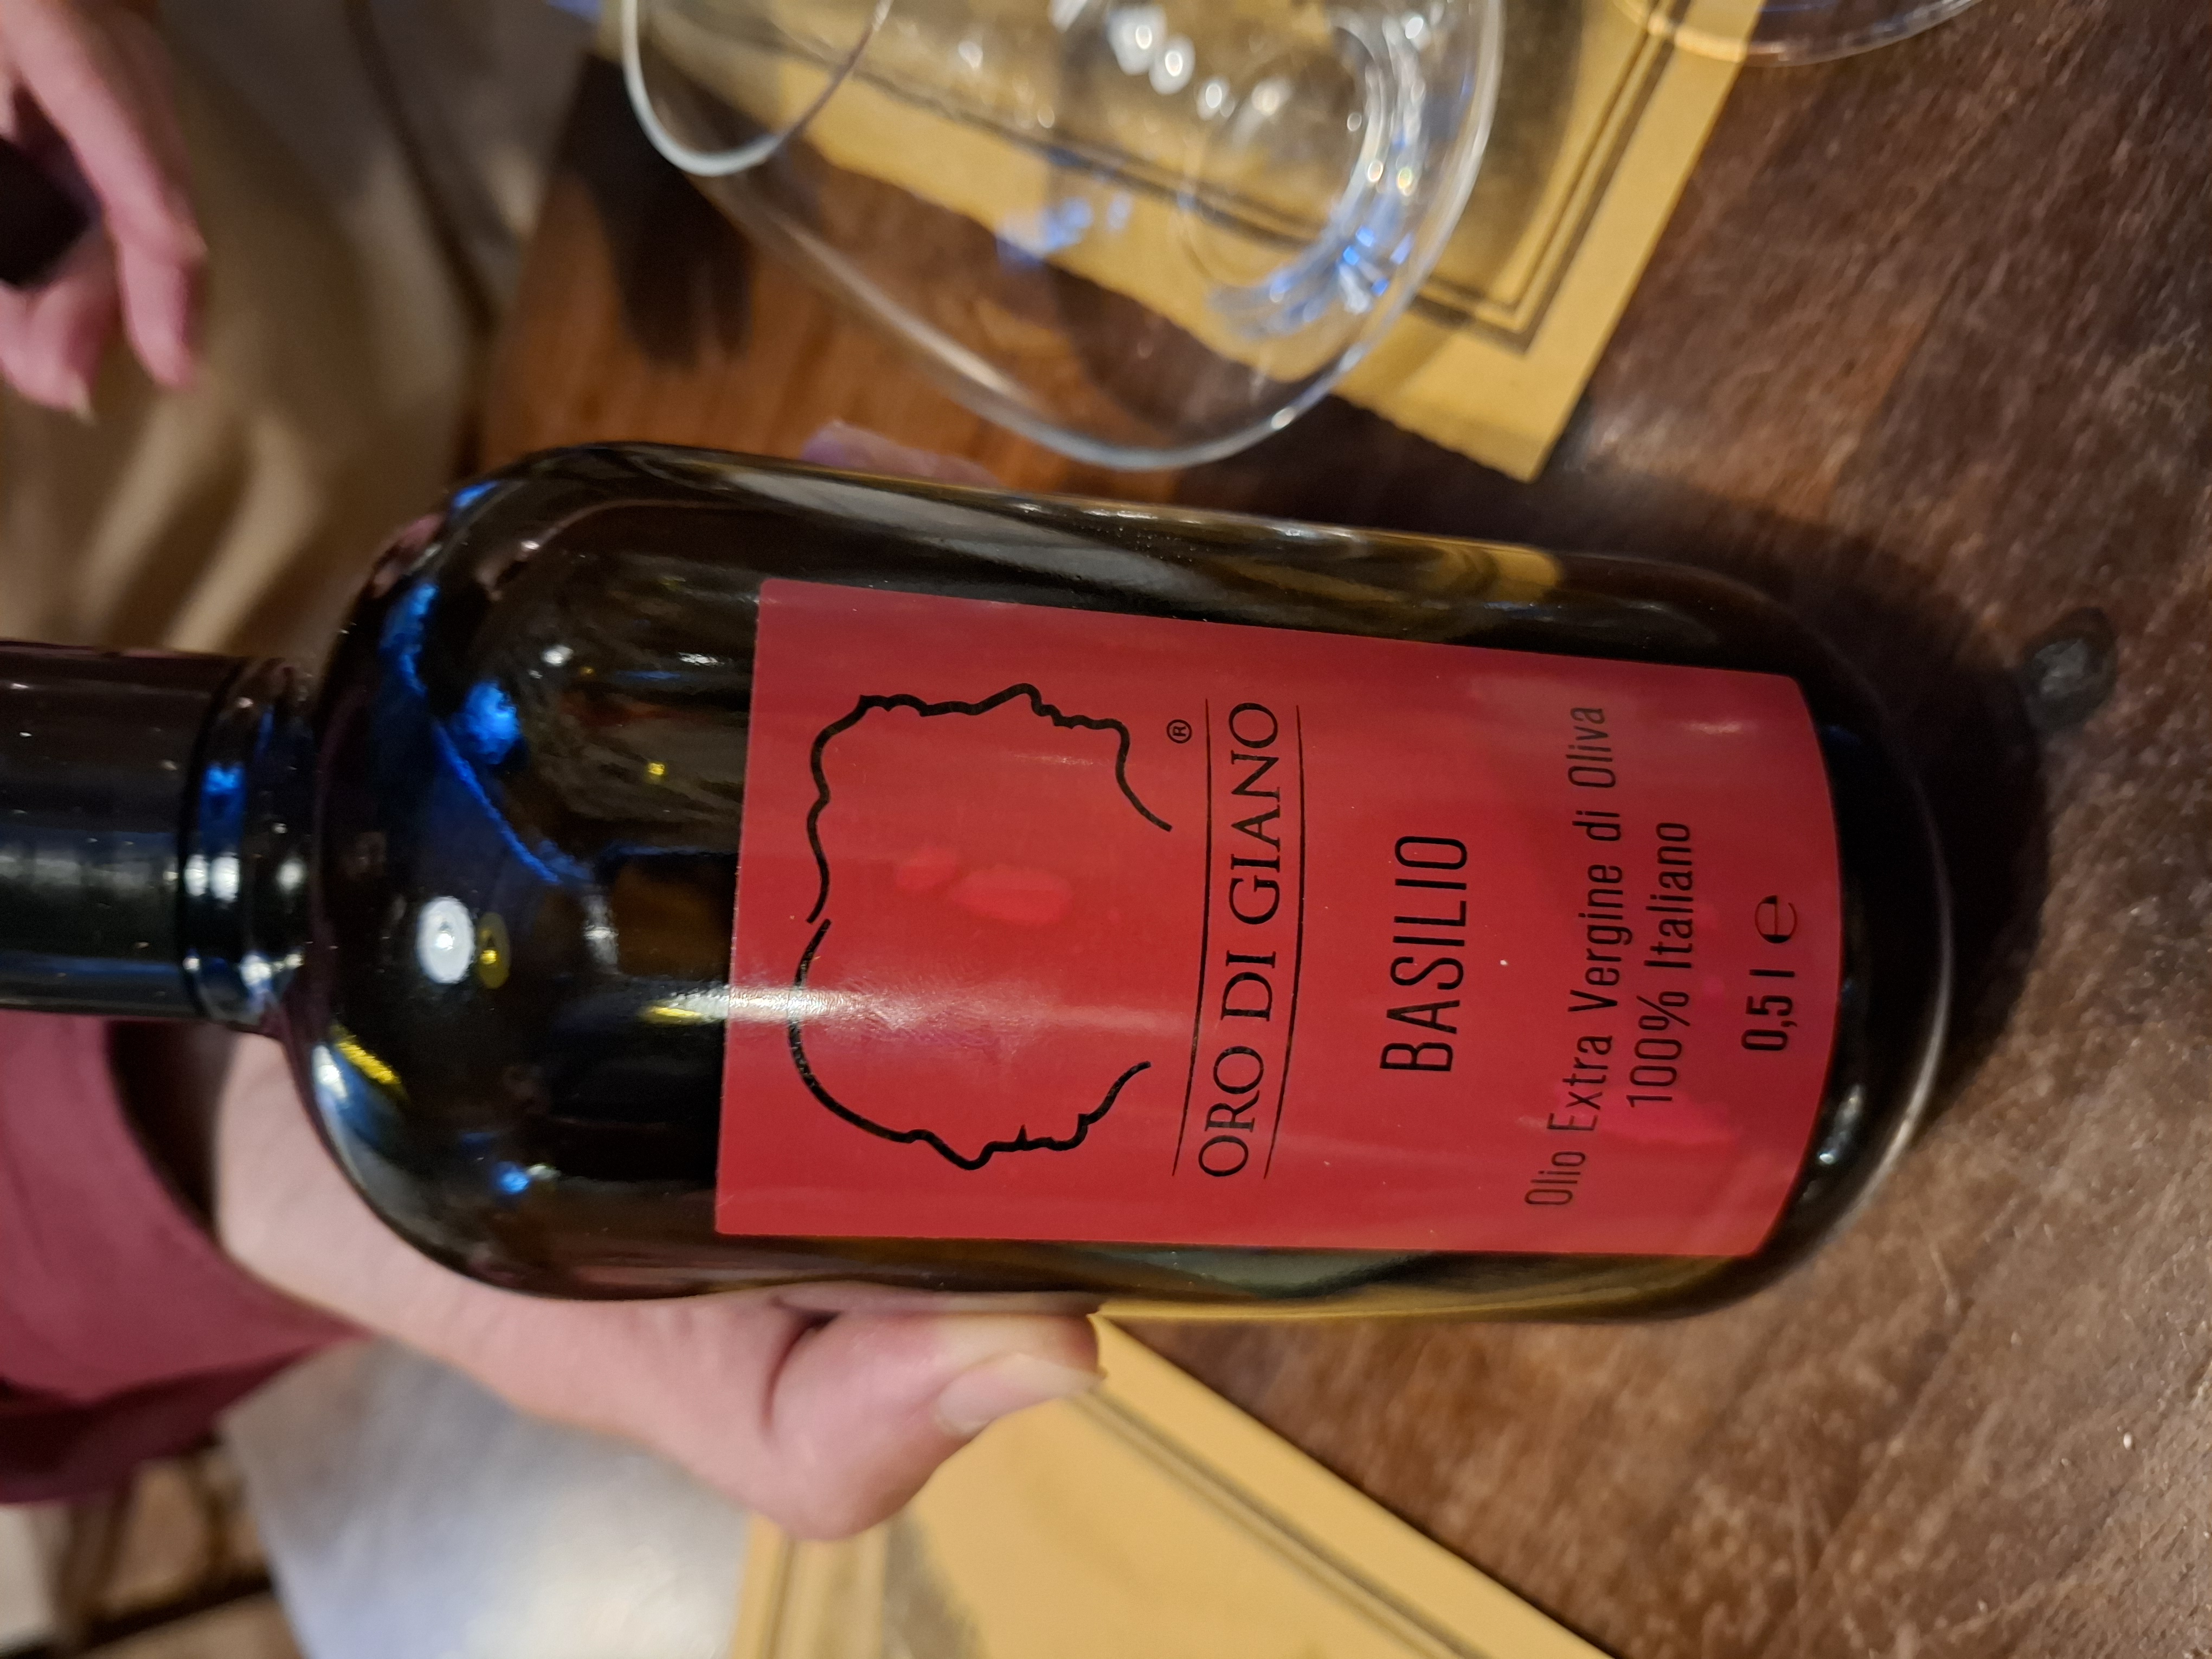 ®
ORO DI GIANO
BASILIO
Olio Extra Vergine di Oliva
100% Italiano
0,5 l e